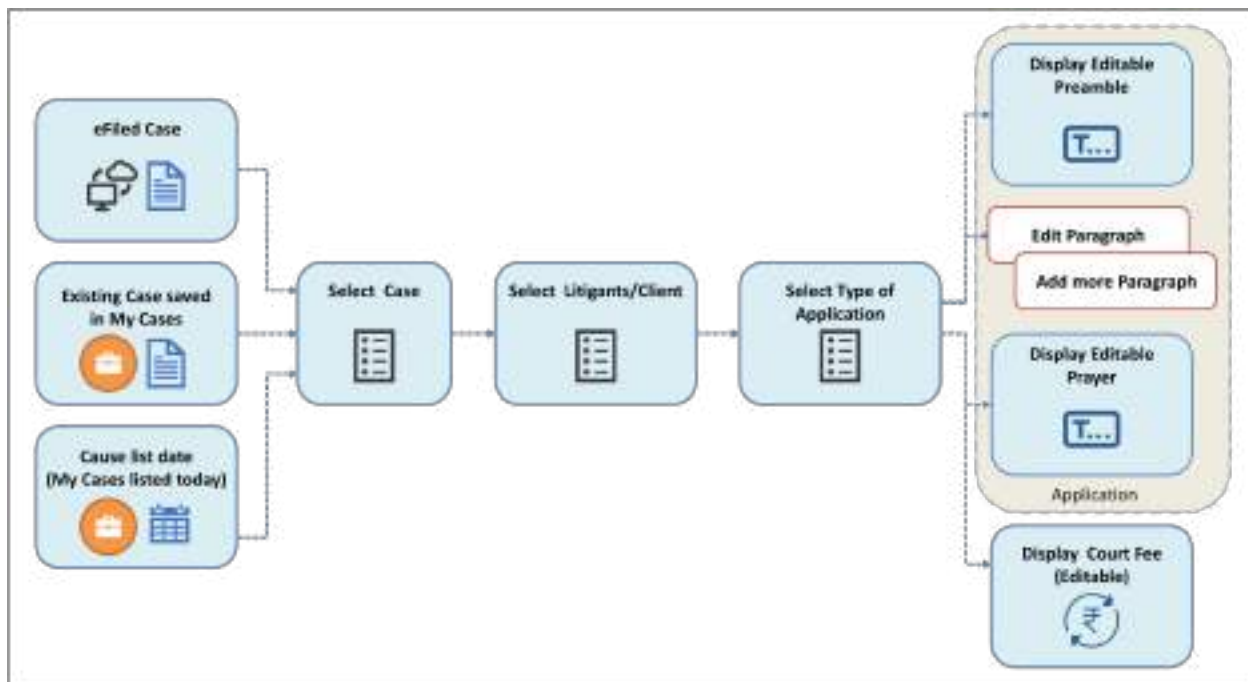 eFiled Case
Existing Case saved
in My Cases
Cause list date
(My Cases listed today)
Select Case
Select Litigants/Client
Select Type of
Application
Display Editable
Preamble
T...
Edit Paragraph
Add more Paragraph
Display Editable
Prayer
T...
Application
Display Court Fee
(Editable)
₹